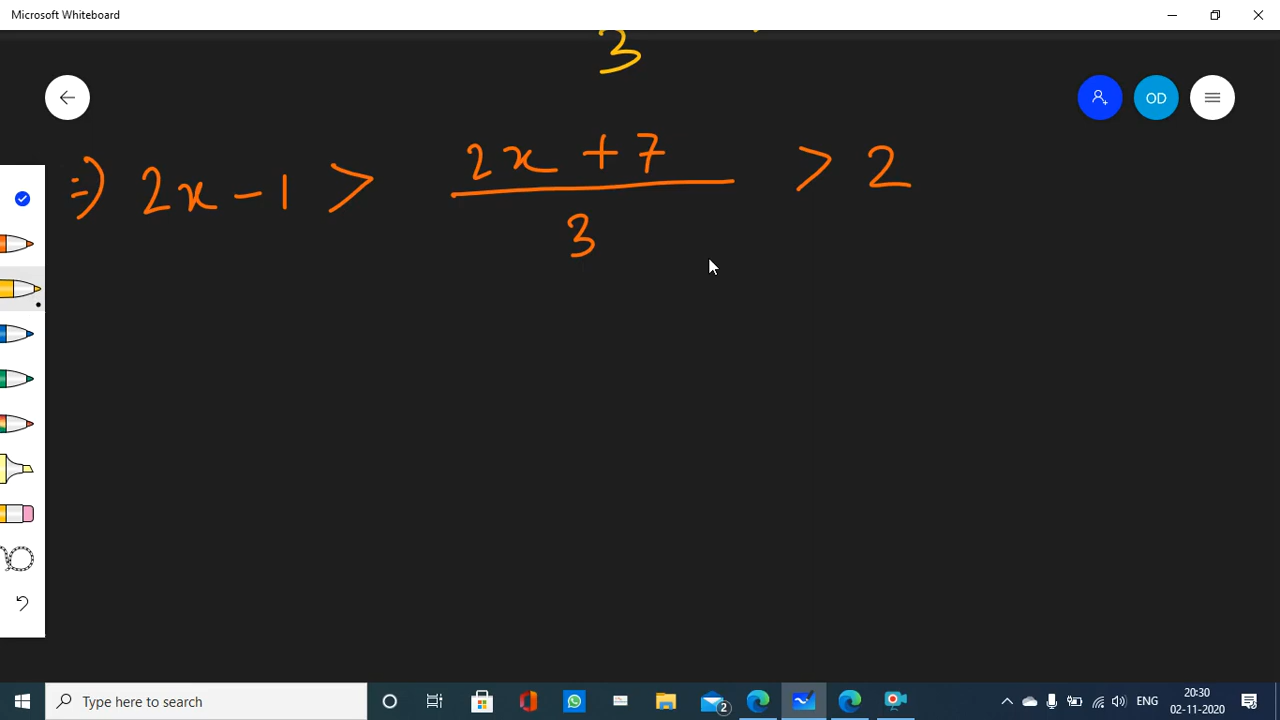 Microsoft Whiteboard
3
OD
⇒) 2x - 1 > (2x + 7)/3 > 2
Type here to search
2
ENG
20:30
02-11-2020